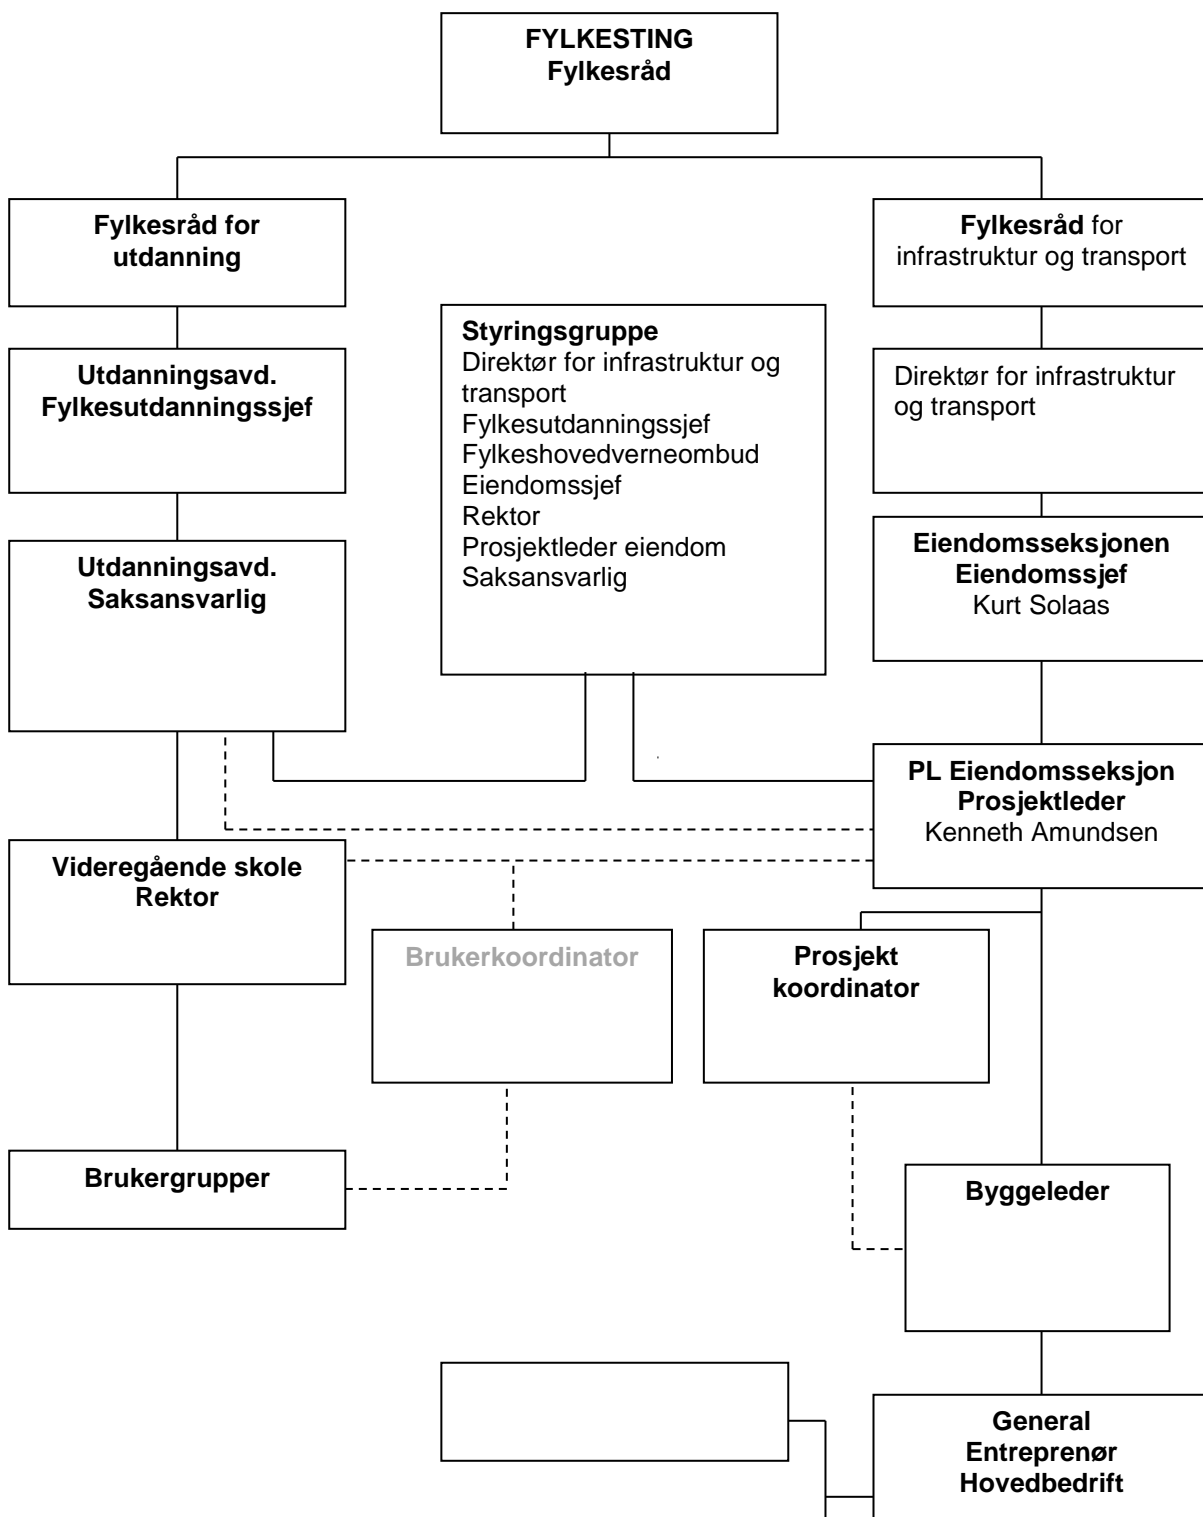 FYLKESTING
Fylkesråd
Fylkesråd for
utdanning
Fylkesråd for
infrastruktur og transport
Styringsgruppe
Direktør for infrastruktur og
transport
Fylkesutdanningssjef
Fylkeshovedverneombud
Eiendomssjef
Rektor
Prosjektleder eiendom
Saksansvarlig
Utdanningsavd.
Fylkesutdanningssjef
Direktør for infrastruktur
og transport
Utdanningsavd.
Saksansvarlig
Eiendomsseksjonen
Eiendomssjef
Kurt Solaas
PL Eiendomsseksjon
Prosjektleder
Kenneth Amundsen
Videregående skole
Rektor
Brukerkoordinator
Prosjekt
koordinator
Brukergrupper
Byggeleder
General
Entreprenør
Hovedbedrift